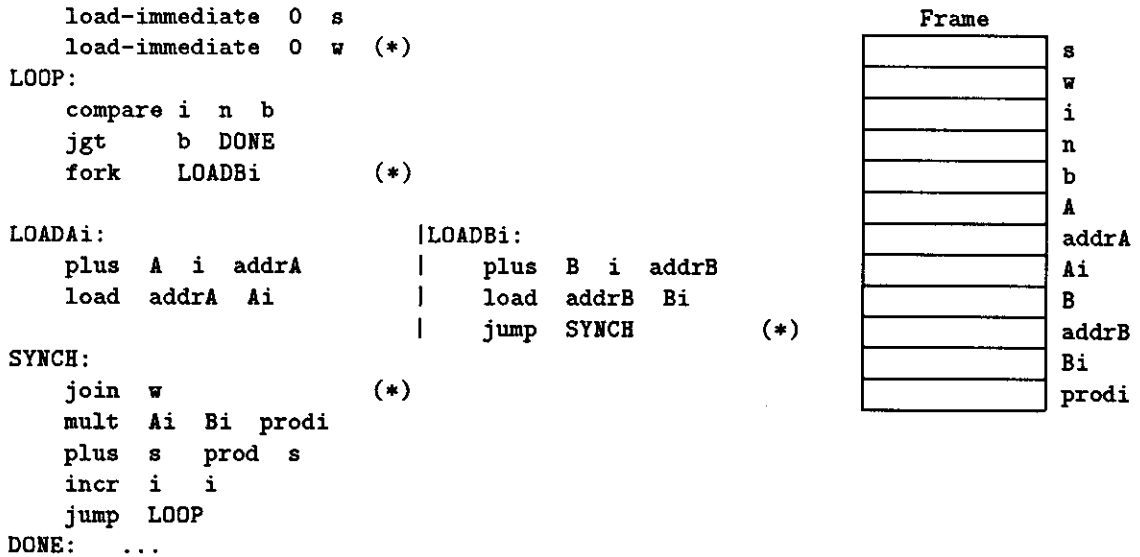 load-immediate 0 s
load-immediate 0 w (*)
LOOP:
compare i n b
jgt b DONE
fork LOADBi (*)
LOADAi: |LOADBi:
plus A i addrA | plus B i addrB
load addrA Ai | load addrB Bi
| jump SYNCH (*)
SYNCH:
join w (*)
mult Ai Bi prodi
plus s prod s
incr i i
jump LOOP
DONE: ...
Frame
s
w
i
n
b
A
addrA
Ai
B
addrB
Bi
prodi